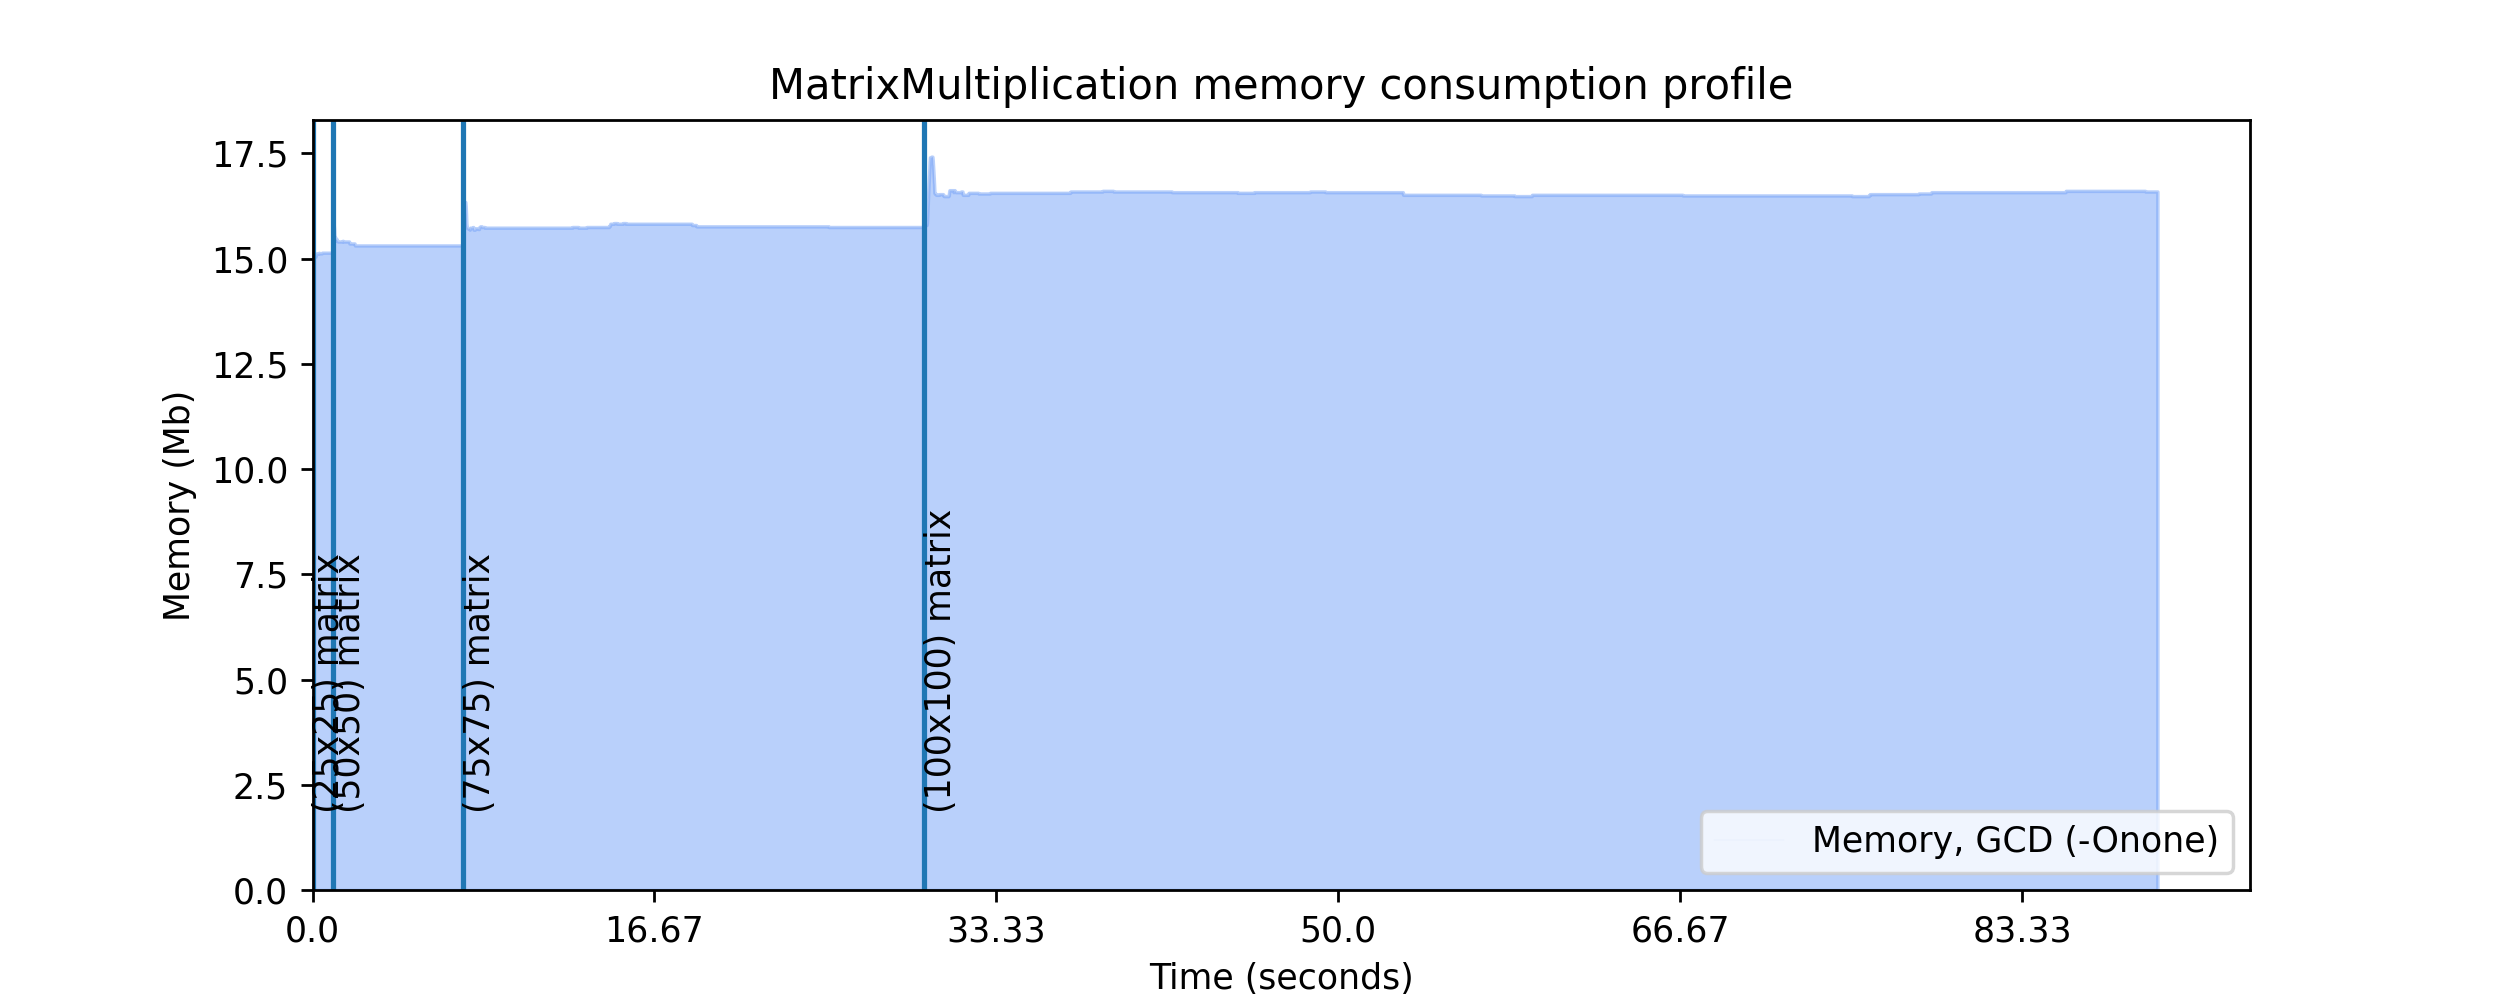 MatrixMultiplication memory consumption profile
Memory (Mb)
17.5
15.0
12.5
10.0
7.5
5.0
2.5
0.0
(25x25) matrix
(50x50) matrix
(75x75) matrix
(100x100) matrix
Memory, GCD (-Onone)
0.0 16.67 33.33 50.0 66.67 83.33
Time (seconds)